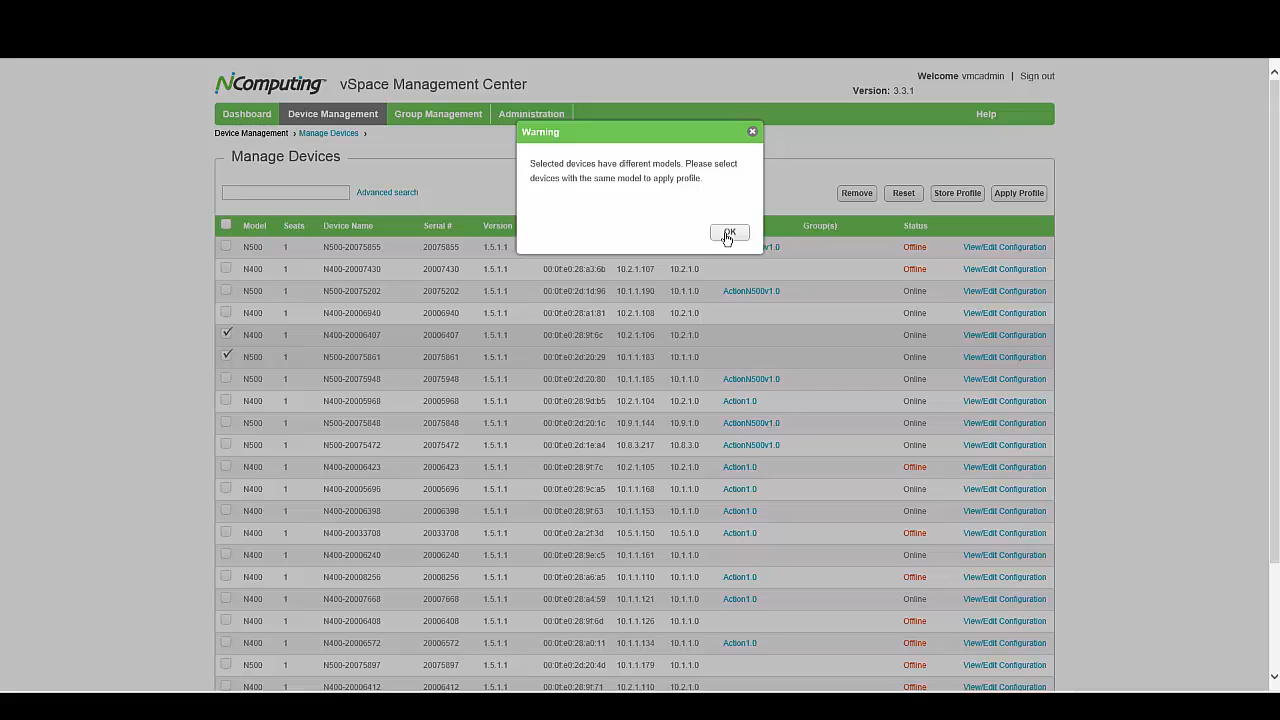 NComputing vSpace Management Center
Welcome vmcadmin | Sign out
Version: 3.3.1
Dashboard Device Management Group Management Administration Help
Device Management › Manage Devices ›
Warning
Selected devices have different models. Please select
devices with the same model to apply profile.
OK
Manage Devices
Advanced search Remove Reset Store Profile Apply Profile
Model Seats Device Name Serial # Version Group(s) Status
N500 1 N500-20075855 20075855 1.5.1.1 Offline View/Edit Configuration
N400 1 N400-20007430 20007430 1.5.1.1 00:0f:e0:28:a3:6b 10.2.1.107 10.2.1.0 Offline View/Edit Configuration
N500 1 N500-20075202 20075202 1.5.1.1 00:0f:e0:2d:1d:96 10.1.1.190 10.1.1.0 ActionN500v1.0 Online View/Edit Configuration
N400 1 N400-20006940 20006940 1.5.1.1 00:0f:e0:28:a1:81 10.2.1.108 10.2.1.0 Online View/Edit Configuration
N400 1 N400-20006407 20006407 1.5.1.1 00:0f:e0:28:9f:6c 10.2.1.106 10.2.1.0 Online View/Edit Configuration
N500 1 N500-20075861 20075861 1.5.1.1 00:0f:e0:2d:20:29 10.1.1.183 10.1.1.0 Online View/Edit Configuration
N500 1 N500-20075948 20075948 1.5.1.1 00:0f:e0:2d:20:80 10.1.1.185 10.1.1.0 ActionN500v1.0 Online View/Edit Configuration
N400 1 N400-20005968 20005968 1.5.1.1 00:0f:e0:28:9d:b5 10.2.1.104 10.2.1.0 Action1.0 Online View/Edit Configuration
N500 1 N500-20075848 20075848 1.5.1.1 00:0f:e0:2d:20:1c 10.9.1.144 10.9.1.0 ActionN500v1.0 Online View/Edit Configuration
N500 1 N500-20075472 20075472 1.5.1.1 00:0f:e0:2d:1e:a4 10.8.3.217 10.8.3.0 ActionN500v1.0 Online View/Edit Configuration
N400 1 N400-20006423 20006423 1.5.1.1 00:0f:e0:28:9f:7c 10.2.1.105 10.2.1.0 Action1.0 Offline View/Edit Configuration
N400 1 N400-20005696 20005696 1.5.1.1 00:0f:e0:28:9c:a5 10.1.1.168 10.1.1.0 Action1.0 Online View/Edit Configuration
N400 1 N400-20006398 20006398 1.5.1.1 00:0f:e0:28:9f:63 10.1.1.153 10.1.1.0 Action1.0 Online View/Edit Configuration
N400 1 N400-20033708 20033708 1.5.1.1 00:0f:e0:2a:2f:3d 10.5.1.150 10.5.1.0 Action1.0 Offline View/Edit Configuration
N400 1 N400-20006240 20006240 1.5.1.1 00:0f:e0:28:9e:c5 10.1.1.161 10.1.1.0 Online View/Edit Configuration
N400 1 N400-20008256 20008256 1.5.1.1 00:0f:e0:28:a6:a5 10.1.1.110 10.1.1.0 Action1.0 Offline View/Edit Configuration
N400 1 N400-20007668 20007668 1.5.1.1 00:0f:e0:28:a4:59 10.1.1.121 10.1.1.0 Action1.0 Online View/Edit Configuration
N400 1 N400-20006408 20006408 1.5.1.1 00:0f:e0:28:9f:6d 10.1.1.126 10.1.1.0 Offline View/Edit Configuration
N400 1 N400-20006572 20006572 1.5.1.1 00:0f:e0:28:a0:11 10.1.1.134 10.1.1.0 Action1.0 Offline View/Edit Configuration
N500 1 N500-20075897 20075897 1.5.1.1 00:0f:e0:2d:20:4d 10.1.1.179 10.1.1.0 Offline View/Edit Configuration
N400 1 N400-20006412 20006412 1.5.1.1 00:0f:e0:28:9f:71 10.2.1.110 10.2.1.0 Offline View/Edit Configuration